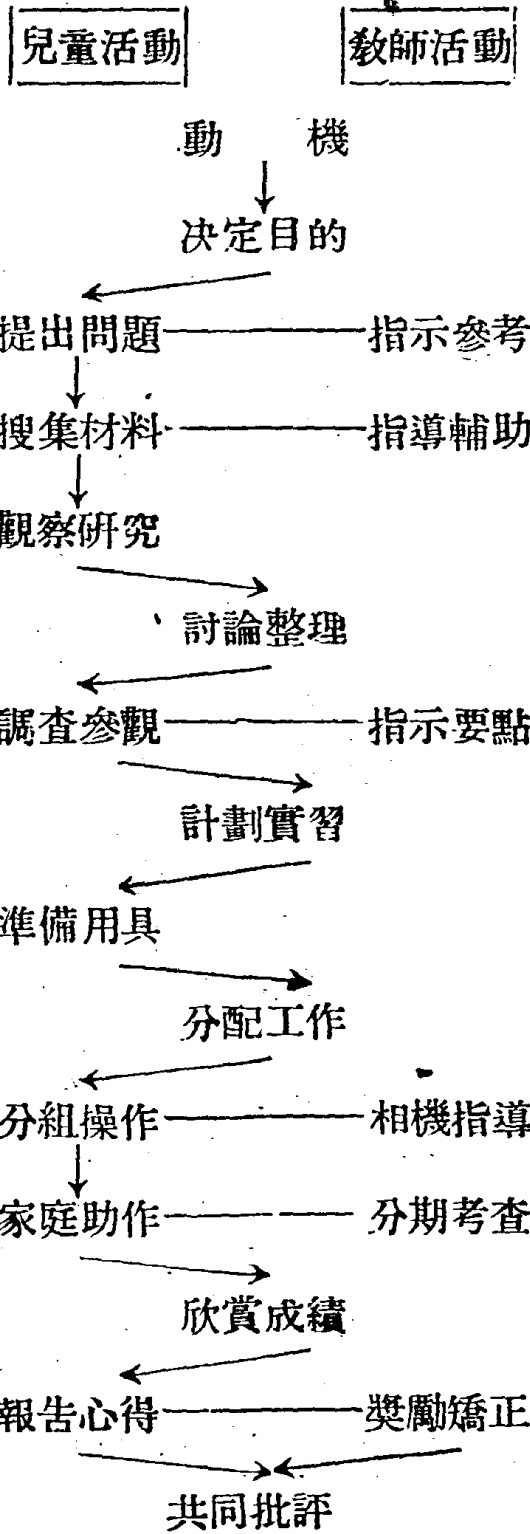 兒童活動 教師活動
動 機
决定目的
提出問題 指示參考
搜集材料 指導輔助
觀察研究
討論整理
調查參觀 指示要點
計劃實習
準備用具
分配工作
分組操作 相機指導
家庭助作 分期考查
欣賞成績
報告心得 獎勵矯正
共同批評